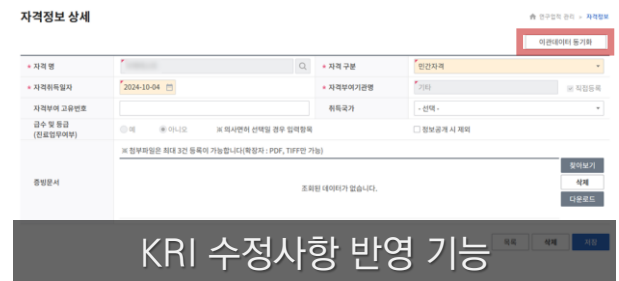 자격정보 상세
연구업적 관리 > 자격정보
이관데이터 동기화
* 자격 명
* 자격 구분 민간자격
* 자격취득일자 2024-10-04
* 자격부여기관명 기타 직접등록
자격부여 고유번호
취득국가 - 선택 -
급수 및 등급
(진료업무여부)
예 아니오 ※ 의사면허 선택일 경우 입력항목
정보공개 시 제외
※ 첨부파일은 최대 3건 등록이 가능합니다(확장자 : PDF, TIFF만 가능)
증빙문서
조회된 데이터가 없습니다.
찾아보기
삭제
다운로드
목록 삭제 저장
KRI 수정사항 반영 기능